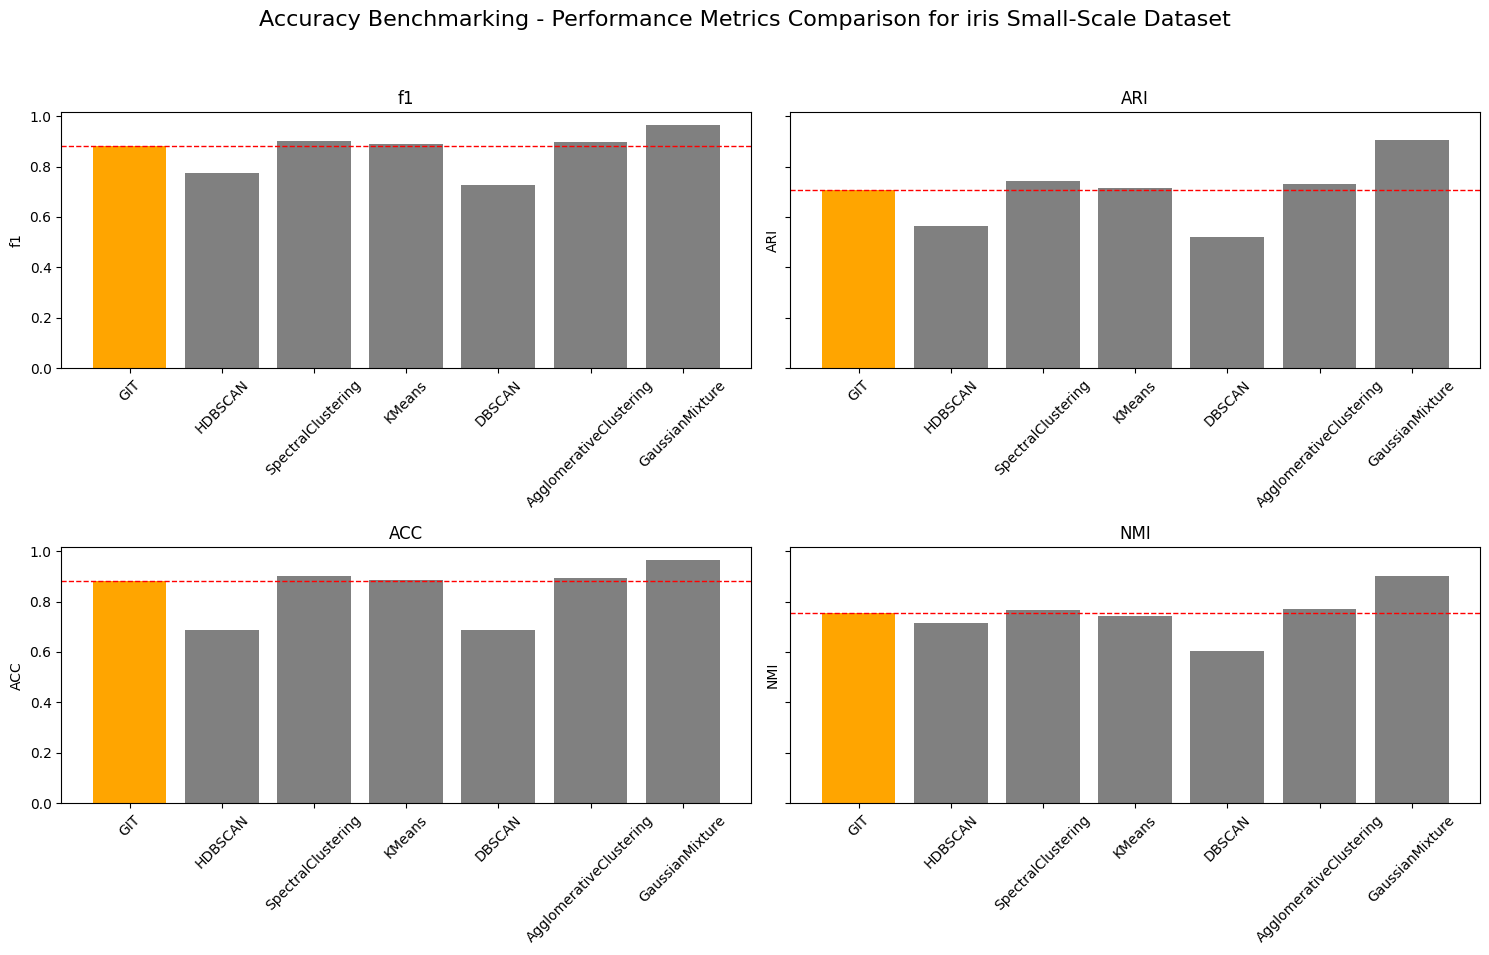 Accuracy Benchmarking - Performance Metrics Comparison for iris Small-Scale Dataset
f1
f1
1.0
0.8
0.6
0.4
0.2
0.0
GIT
HDBSCAN
SpectralClustering
KMeans
DBSCAN
AgglomerativeClustering
GaussianMixture
ARI
ARI
GIT
HDBSCAN
SpectralClustering
KMeans
DBSCAN
AgglomerativeClustering
GaussianMixture
ACC
ACC
1.0
0.8
0.6
0.4
0.2
0.0
GIT
HDBSCAN
SpectralClustering
KMeans
DBSCAN
AgglomerativeClustering
GaussianMixture
NMI
NMI
GIT
HDBSCAN
SpectralClustering
KMeans
DBSCAN
AgglomerativeClustering
GaussianMixture